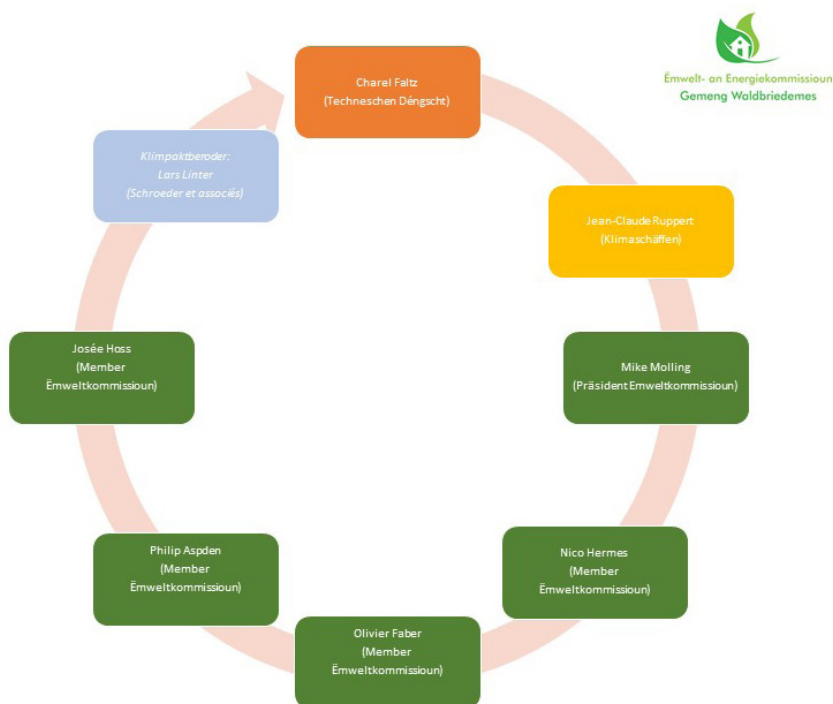 Ëmwelt- an Energiekommissioun
Gemeng Waldbriedemes
Charel Faltz
(Techneschen Déngscht)
Jean-Claude Ruppert
(Klimaschäffen)
Mike Molling
(Präsident Emweltkommissioun)
Nico Hermes
(Member
Ëmweltkommissioun)
Olivier Faber
(Member
Ëmweltkommissioun)
Philip Aspden
(Member
Ëmweltkommissioun)
Josée Hoss
(Member
Ëmweltkommissioun)
Klimpaktberoder:
Lars Linter
(Schroeder et associés)